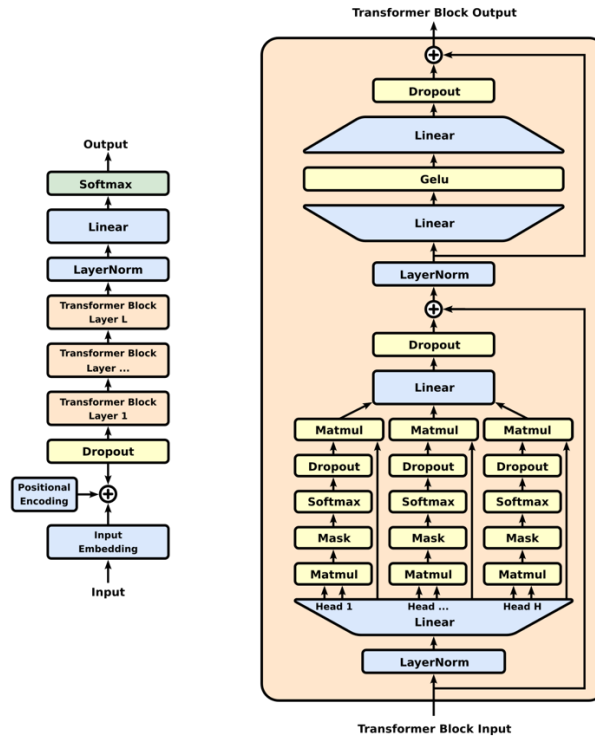 Output
Softmax
Linear
LayerNorm
Transformer Block
Layer L
Transformer Block
Layer ...
Transformer Block
Layer 1
Dropout
Positional
Encoding
Input
Embedding
Input
Transformer Block Output
Dropout
Linear
Gelu
Linear
LayerNorm
Dropout
Linear
Matmul Matmul Matmul
Dropout Dropout Dropout
Softmax Softmax Softmax
Mask Mask Mask
Matmul Matmul Matmul
Head 1 Head ... Head H
Linear
LayerNorm
Transformer Block Input